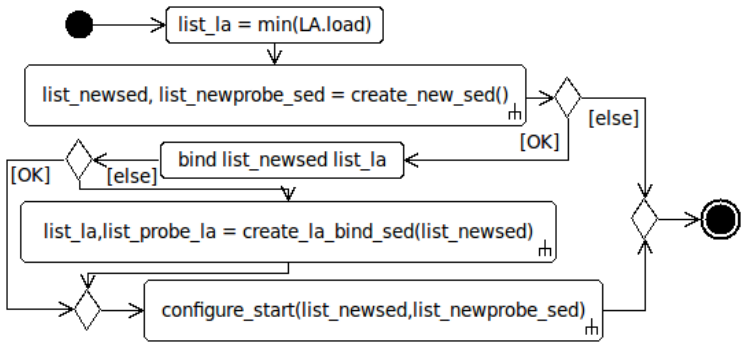 list_la = min(LA.load)
list_newsed, list_newprobe_sed = create_new_sed()
[else]
[OK]
bind list_newsed list_la
[OK]
[else]
list_la,list_probe_la = create_la_bind_sed(list_newsed)
configure_start(list_newsed,list_newprobe_sed)